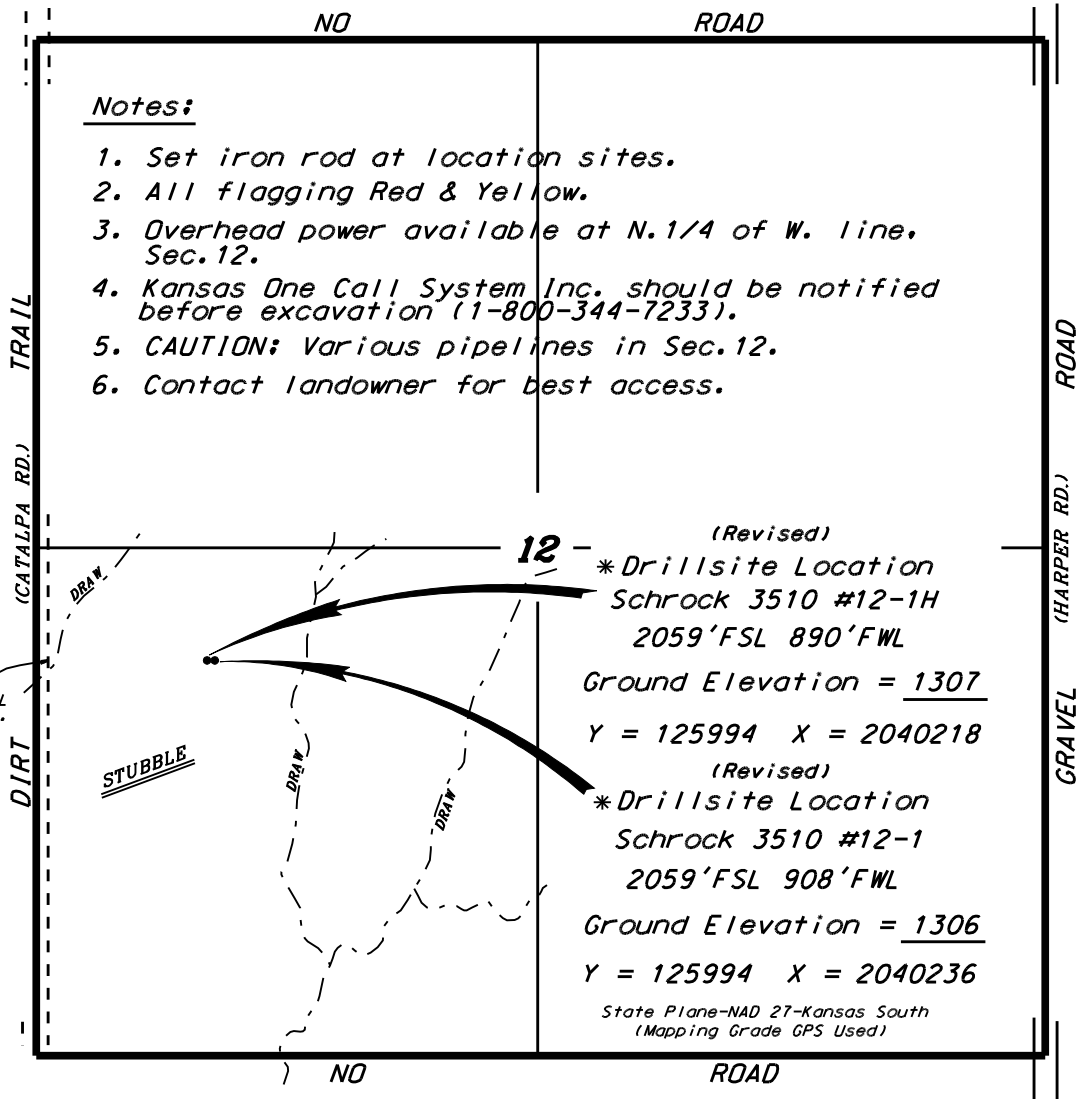 NO ROAD
Notes:
1. Set iron rod at location sites.
2. All flagging Red & Yellow.
3. Overhead power available at N.1/4 of W. line,
Sec.12.
4. Kansas One Call System Inc. should be notified
before excavation (1-800-344-7233).
5. CAUTION: Various pipelines in Sec.12.
6. Contact landowner for best access.
TRAIL
(CATALPA RD.)
DIRT
ROAD
(HARPER RD.)
GRAVEL
12
DRAW
DRAW
DRAW
STUBBLE
(Revised)
*Drillsite Location
Schrock 3510 #12-1H
2059'FSL 890'FWL
Ground Elevation = 1307
Y = 125994 X = 2040218
(Revised)
*Drillsite Location
Schrock 3510 #12-1
2059'FSL 908'FWL
Ground Elevation = 1306
Y = 125994 X = 2040236
State Plane-NAD 27-Kansas South
(Mapping Grade GPS Used)
NO ROAD